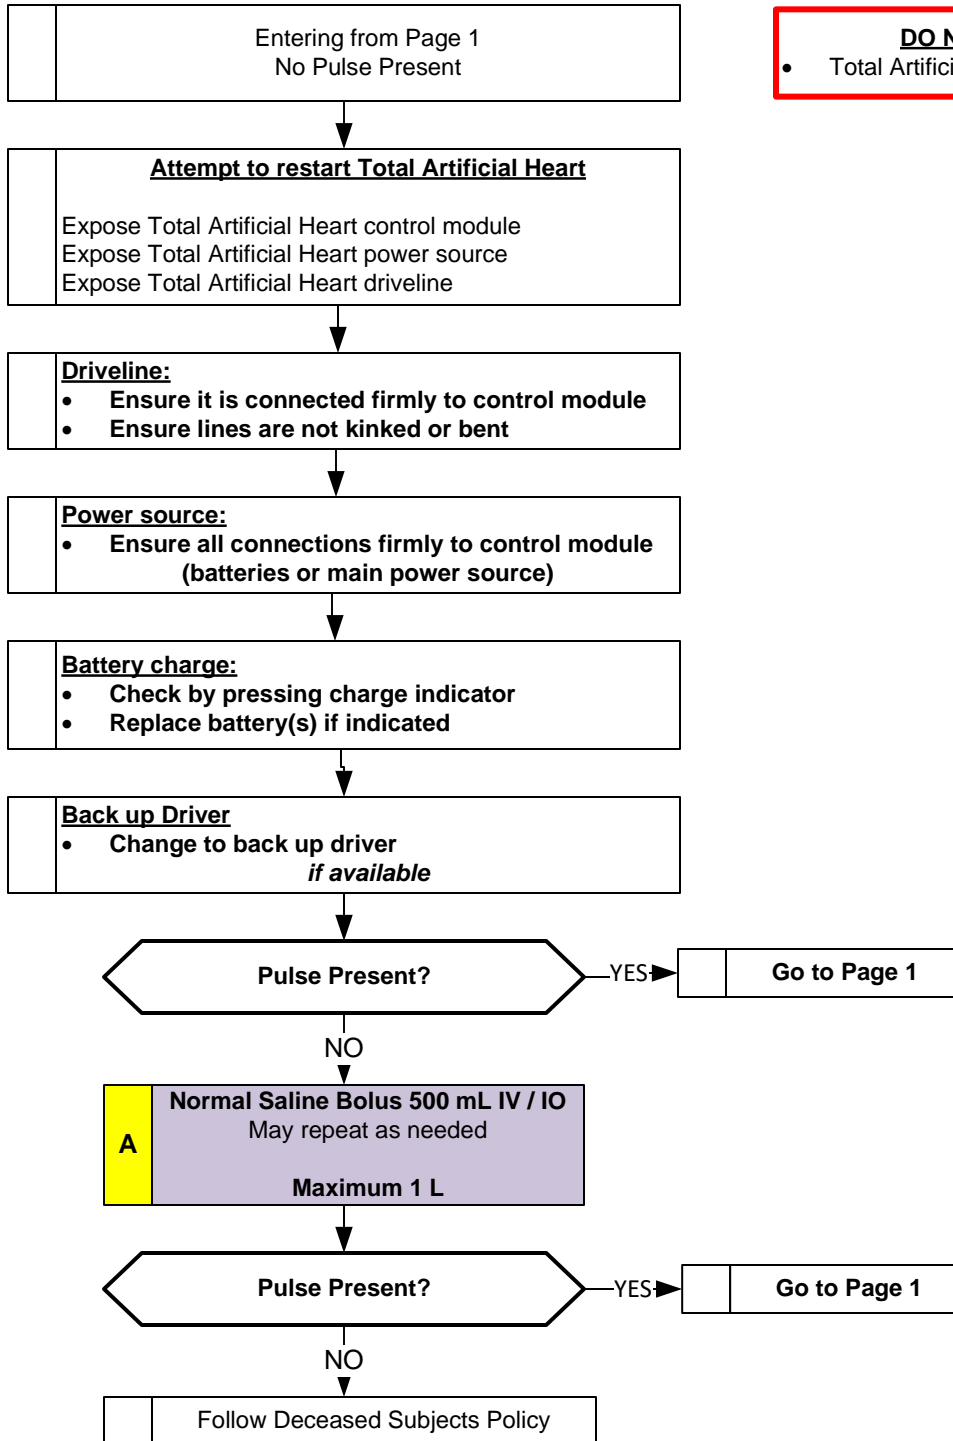 Entering from Page 1
No Pulse Present
DO
• Total
Attempt to restart Total Artificial Heart
Expose Total Artificial Heart control module
Expose Total Artificial Heart power source
Expose Total Artificial Heart driveline
Driveline:
• Ensure it is connected firmly to control module
• Ensure lines are not kinked or bent
Power source:
• Ensure all connections firmly to control module
(batteries or main power source)
Battery charge:
• Check by pressing charge indicator
• Replace battery(s) if indicated
Back up Driver
• Change to back up driver
if available
Pulse Present?
YES
Go to Page 1
NO
A
Normal Saline Bolus 500 mL IV / IO
May repeat as needed
Maximum 1 L
Pulse Present?
YES
Go to Page 1
NO
Follow Deceased Subjects Policy